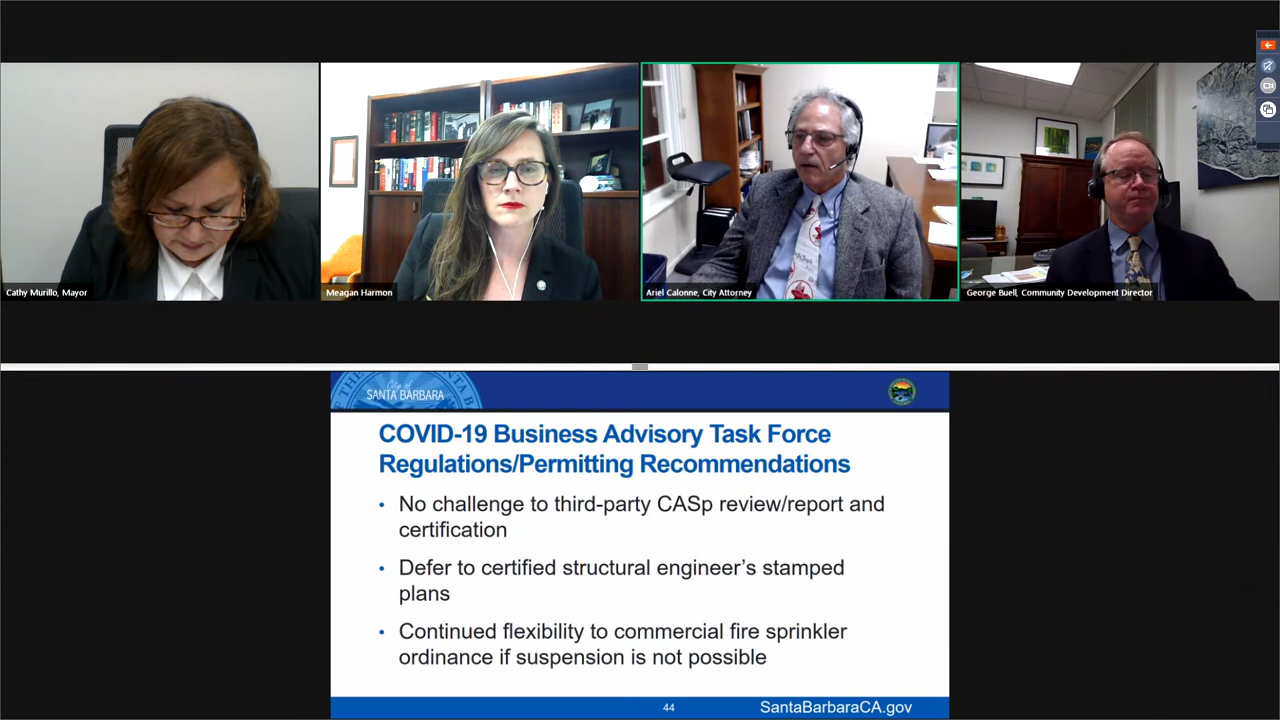 Cathy Murillo, Mayor
Meagan Harmon
Ariel Calonne, City Attorney
George Buell, Community Development Director
City of
SANTA BARBARA
COVID-19 Business Advisory Task Force
Regulations/Permitting Recommendations
• No challenge to third-party CASp review/report and
certification
• Defer to certified structural engineer's stamped
plans
• Continued flexibility to commercial fire sprinkler
ordinance if suspension is not possible
44
SantaBarbaraCA.gov